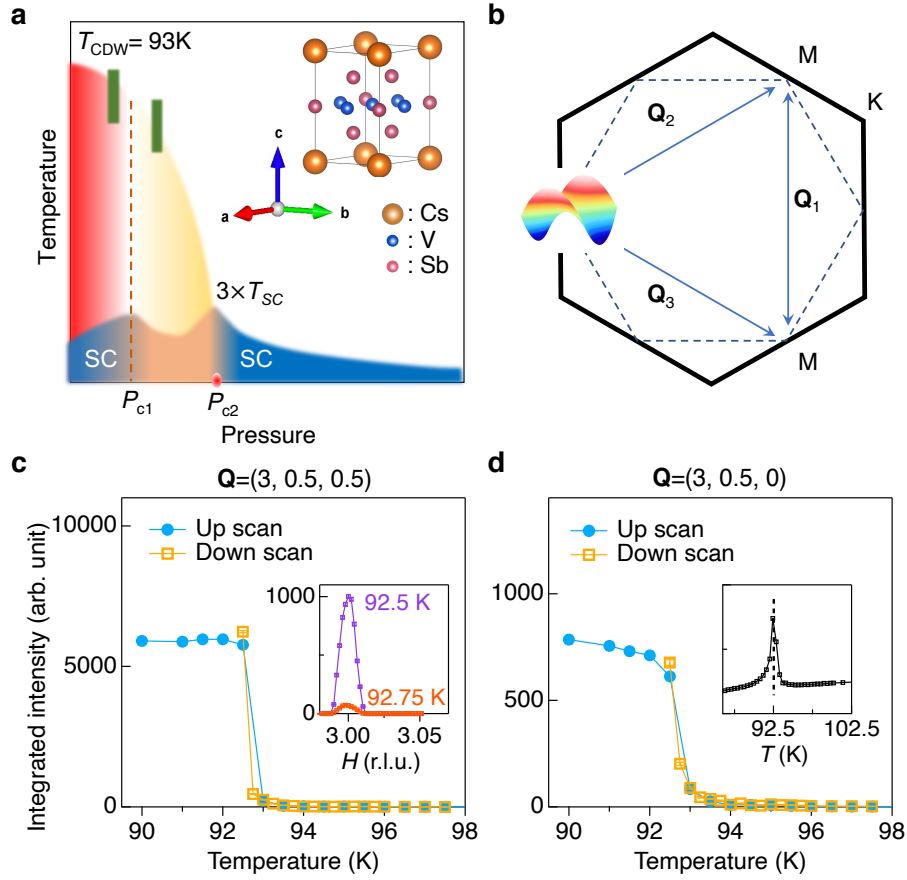 a
T_CDW = 93K
Temperature
c
a
b
: Cs
: V
: Sb
3×T_SC
SC
SC
P_c1
P_c2
Pressure
b
M
K
Q_2
Q_1
Q_3
M
c
Q=(3, 0.5, 0.5)
Integrated intensity (arb. unit)
10000
5000
0
Up scan
Down scan
1000
0
92.5 K
92.75 K
3.00
3.05
H (r.l.u.)
90
92
94
96
98
Temperature (K)
d
Q=(3, 0.5, 0)
1000
500
0
Up scan
Down scan
92.5
102.5
T (K)
90
92
94
96
98
Temperature (K)